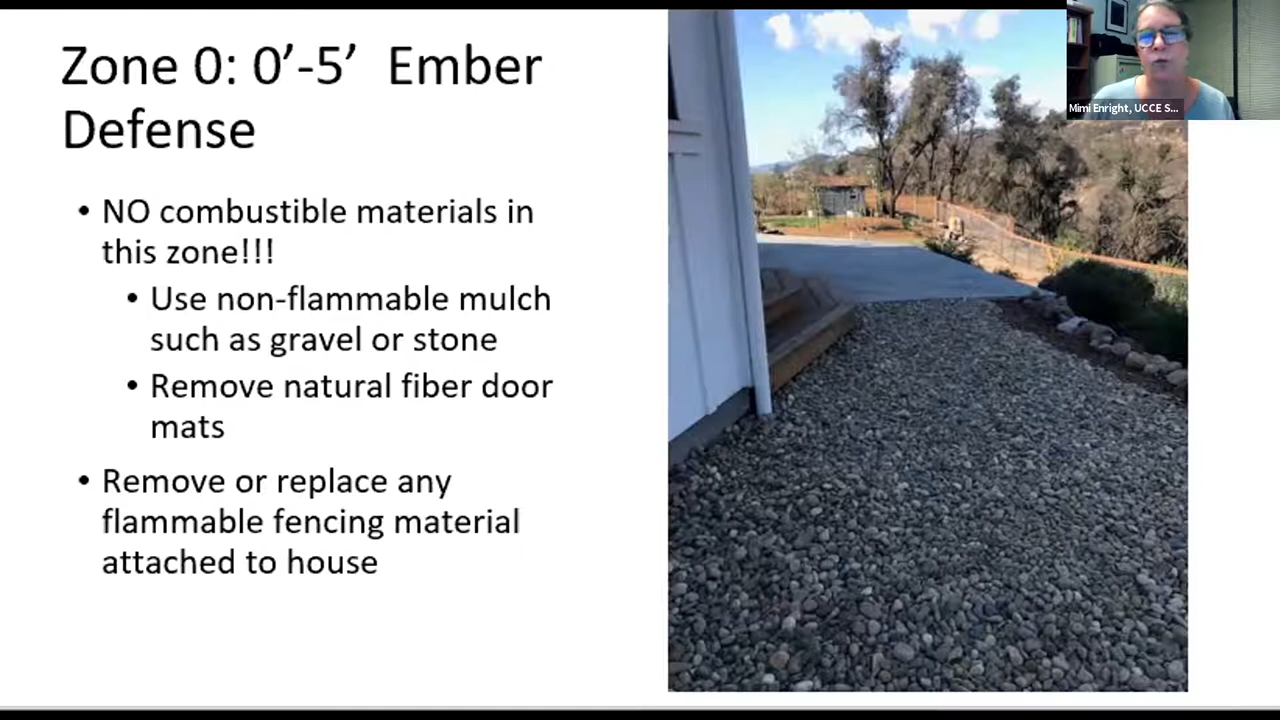 Zone 0: 0’-5’  Ember
Defense
• NO combustible materials in
this zone!!!
• Use non-flammable mulch
such as gravel or stone
• Remove natural fiber door
mats
• Remove or replace any
flammable fencing material
attached to house
Mimi Enright, UCCE S...